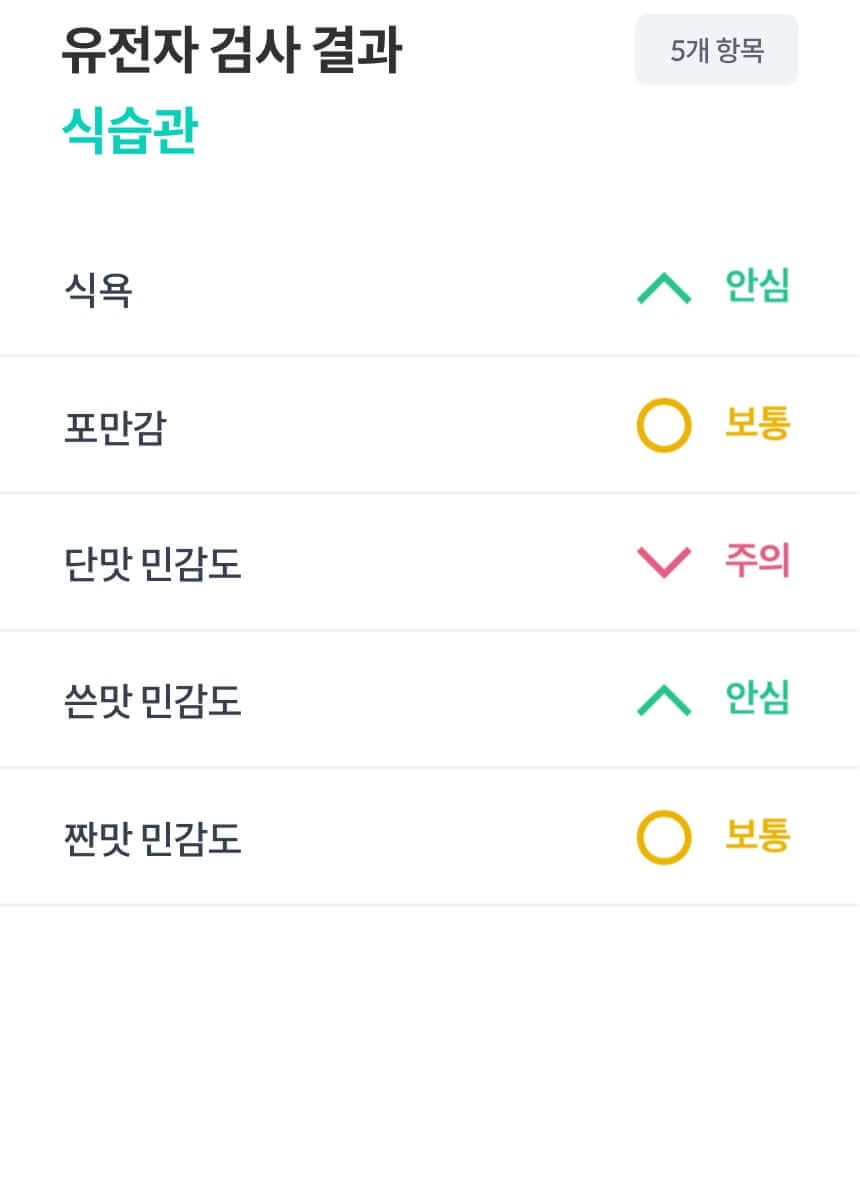 유전자 검사 결과
5개 항목
식습관
식욕 안심
포만감 보통
단맛 민감도 주의
쓴맛 민감도 안심
짠맛 민감도 보통